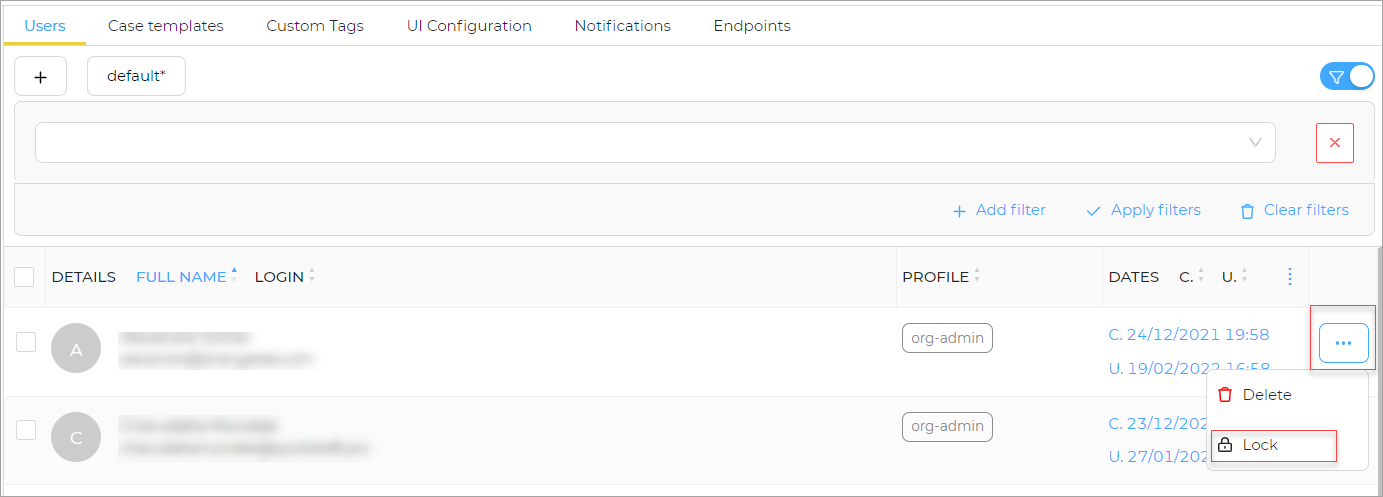 Users Case templates Custom Tags UI Configuration Notifications Endpoints
+ default*
Add filter Apply filters Clear filters
DETAILS FULL NAME LOGIN PROFILE DATES C. U.
A org-admin C. 24/12/2021 19:58
U. 19/02/2022 16:58
Delete
C org-admin C. 23/12/202
Lock
U. 27/01/202